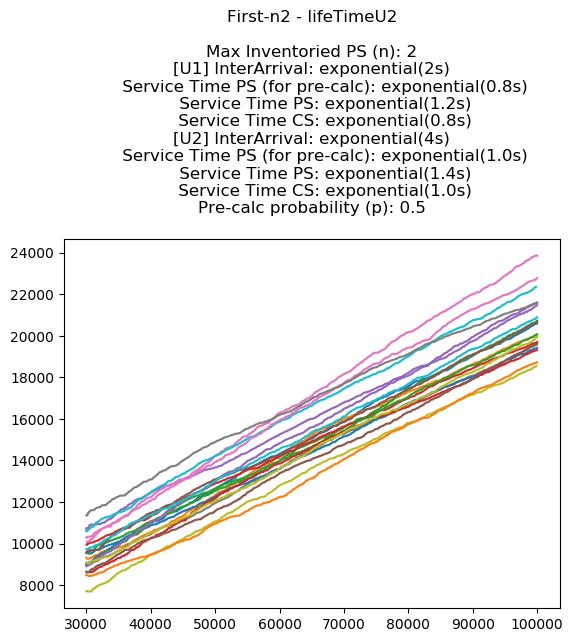 First-n2 - lifeTimeU2
Max Inventoried PS (n): 2
[U1] InterArrival: exponential(2s)
Service Time PS (for pre-calc): exponential(0.8s)
Service Time PS: exponential(1.2s)
Service Time CS: exponential(0.8s)
[U2] InterArrival: exponential(4s)
Service Time PS (for pre-calc): exponential(1.0s)
Service Time PS: exponential(1.4s)
Service Time CS: exponential(1.0s)
Pre-calc probability (p): 0.5
24000
22000
20000
18000
16000
14000
12000
10000
8000
30000 40000 50000 60000 70000 80000 90000 100000